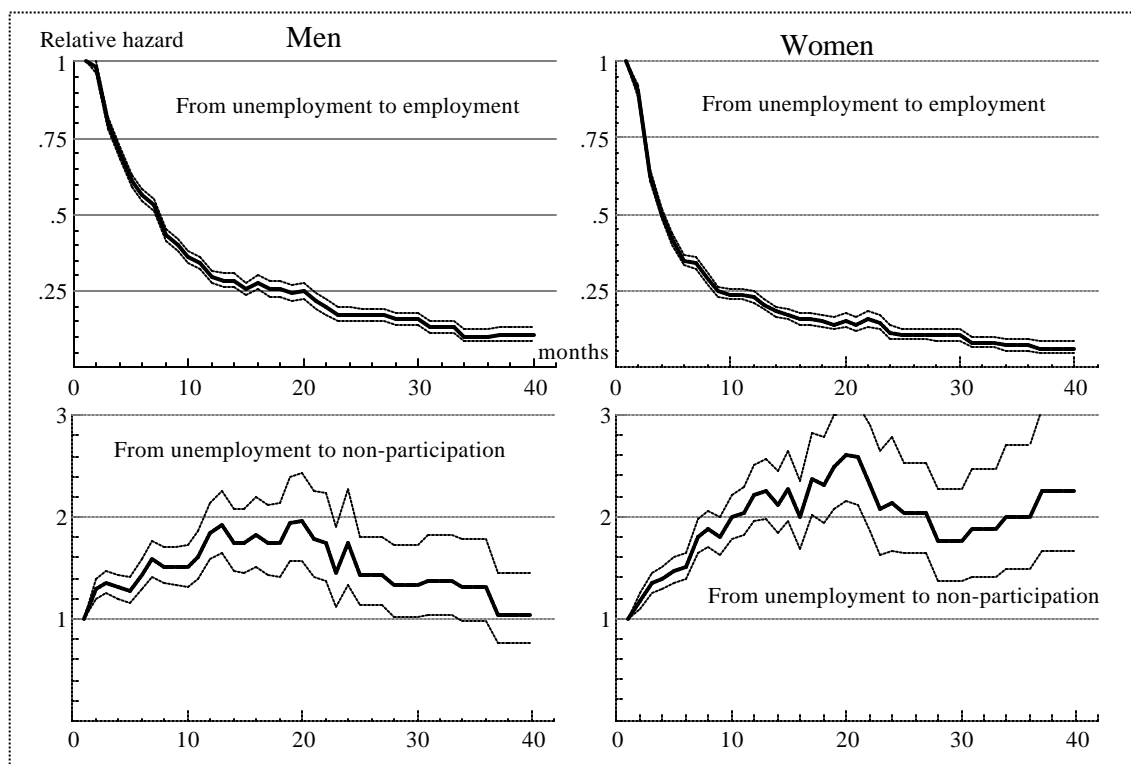 Relative hazard
Men
Women
1
From unemployment to employment
.75
.5
.25
months
0 10 20 30 40
1
From unemployment to employment
.75
.5
.25
0 10 20 30 40
3
From unemployment to non-participation
2
1
0 10 20 30 40
3
2
From unemployment to non-participation
1
0 10 20 30 40